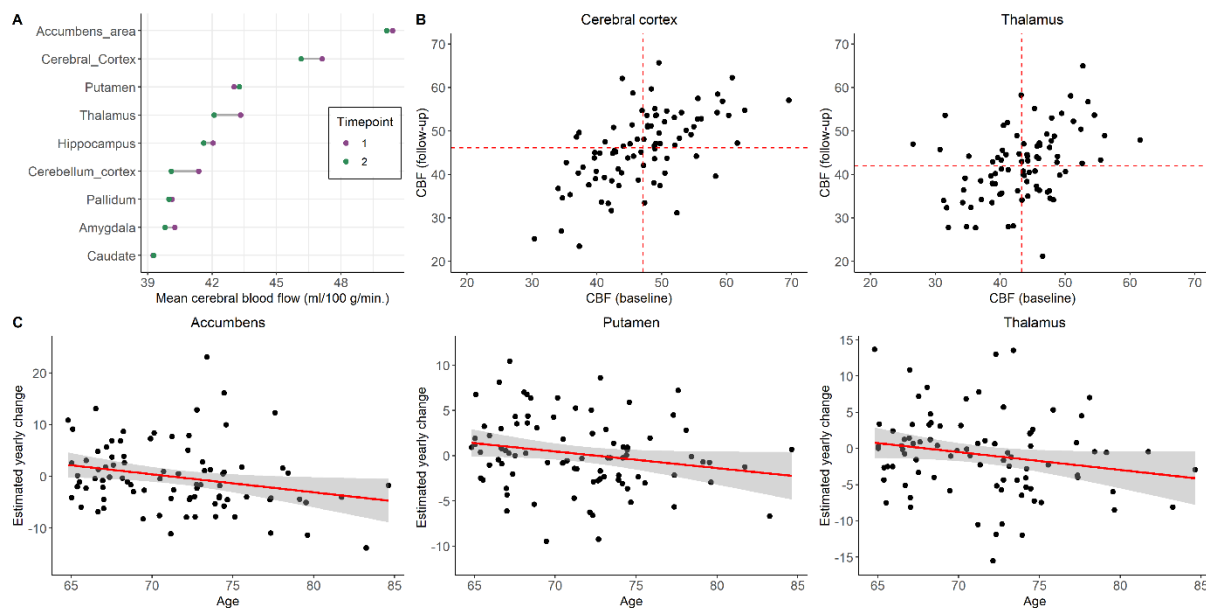 A
Accumbens_area
Cerebral_Cortex
Putamen
Thalamus
Hippocampus
Cerebellum_cortex
Pallidum
Amygdala
Caudate
39 42 45 48
Mean cerebral blood flow (ml/100 g/min.)
Timepoint
1
2
B
Cerebral cortex
CBF (follow-up)
70
60
50
40
30
20
20 30 40 50 60 70
CBF (baseline)
Thalamus
CBF (follow-up)
70
60
50
40
30
20
20 30 40 50 60 70
CBF (baseline)
C
Accumbens
Estimated yearly change
20
10
0
-10
65 70 75 80 85
Age
Putamen
Estimated yearly change
10
5
0
-5
-10
65 70 75 80 85
Age
Thalamus
Estimated yearly change
15
10
5
0
-5
-10
-15
65 70 75 80 85
Age